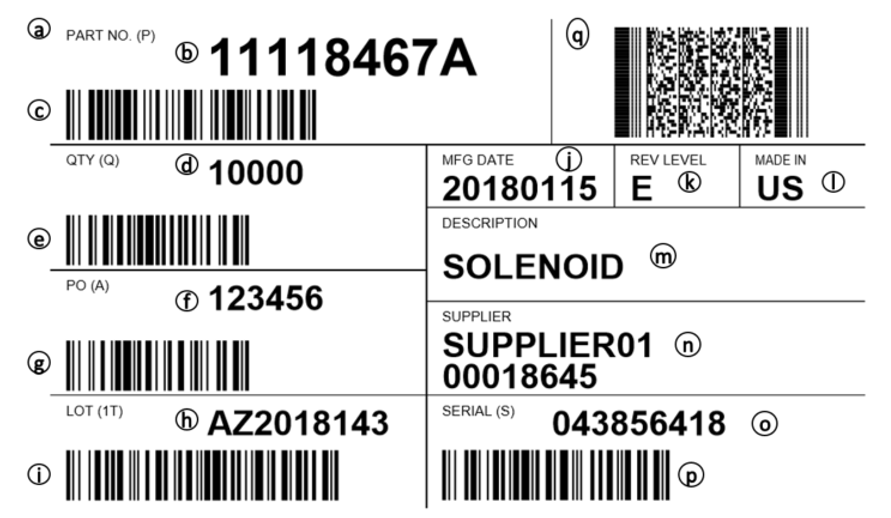 ⓐ PART NO. (P)
ⓑ 11118467A
ⓠ
ⓒ
QTY (Q)
ⓓ 10000
ⓔ
MFG DATE ⓙ
20180115
REV LEVEL
E ⓚ
MADE IN
US ⓛ
DESCRIPTION
SOLENOID ⓜ
PO (A)
ⓕ 123456
ⓖ
SUPPLIER
SUPPLIER01 ⓝ
00018645
LOT (1T)
ⓗ AZ2018143
ⓘ
SERIAL (S)
043856418 ⓞ
ⓟ